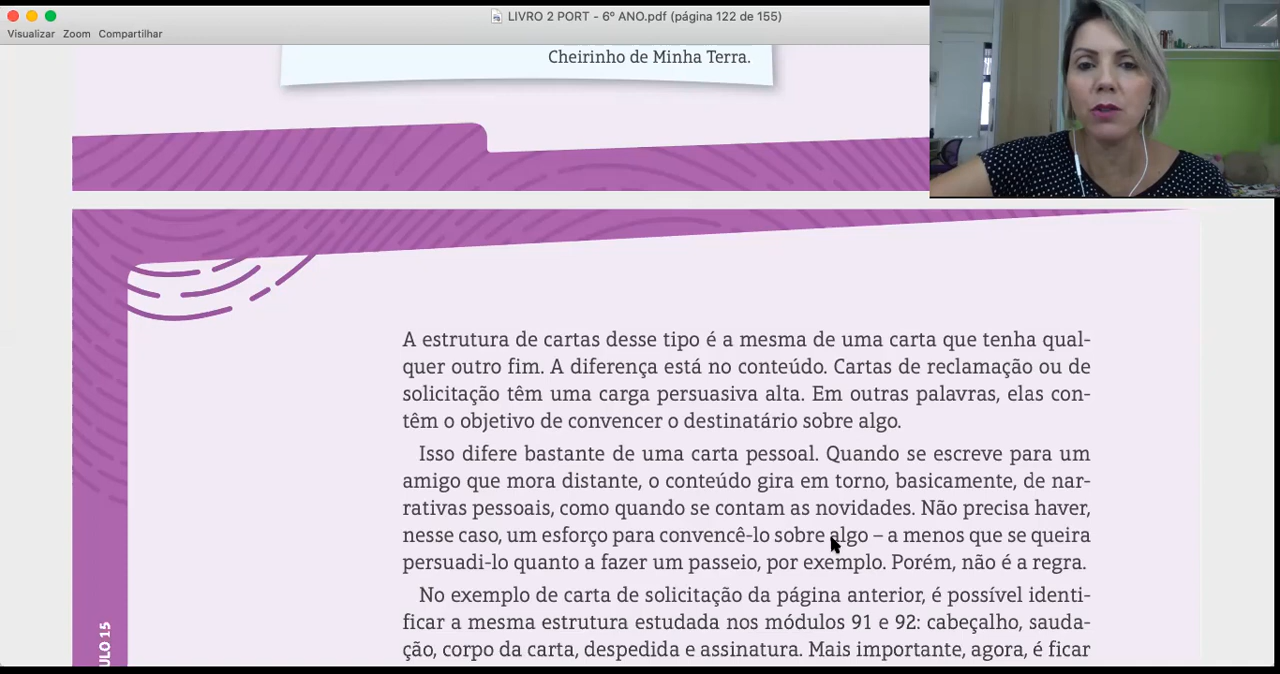 LIVRO 2 PORT - 6º ANO.pdf (página 122 de 155)
Visualizar Zoom Compartilhar
Cheirinho de Minha Terra.
A estrutura de cartas desse tipo é a mesma de uma carta que tenha qual-
quer outro fim. A diferença está no conteúdo. Cartas de reclamação ou de
solicitação têm uma carga persuasiva alta. Em outras palavras, elas con-
têm o objetivo de convencer o destinatário sobre algo.
Isso difere bastante de uma carta pessoal. Quando se escreve para um
amigo que mora distante, o conteúdo gira em torno, basicamente, de nar-
rativas pessoais, como quando se contam as novidades. Não precisa haver,
nesse caso, um esforço para convencê-lo sobre algo – a menos que se queira
persuadi-lo quanto a fazer um passeio, por exemplo. Porém, não é a regra.
No exemplo de carta de solicitação da página anterior, é possível identi-
ficar a mesma estrutura estudada nos módulos 91 e 92: cabeçalho, sauda-
ção, corpo da carta, despedida e assinatura. Mais importante, agora, é ficar
ULO 15